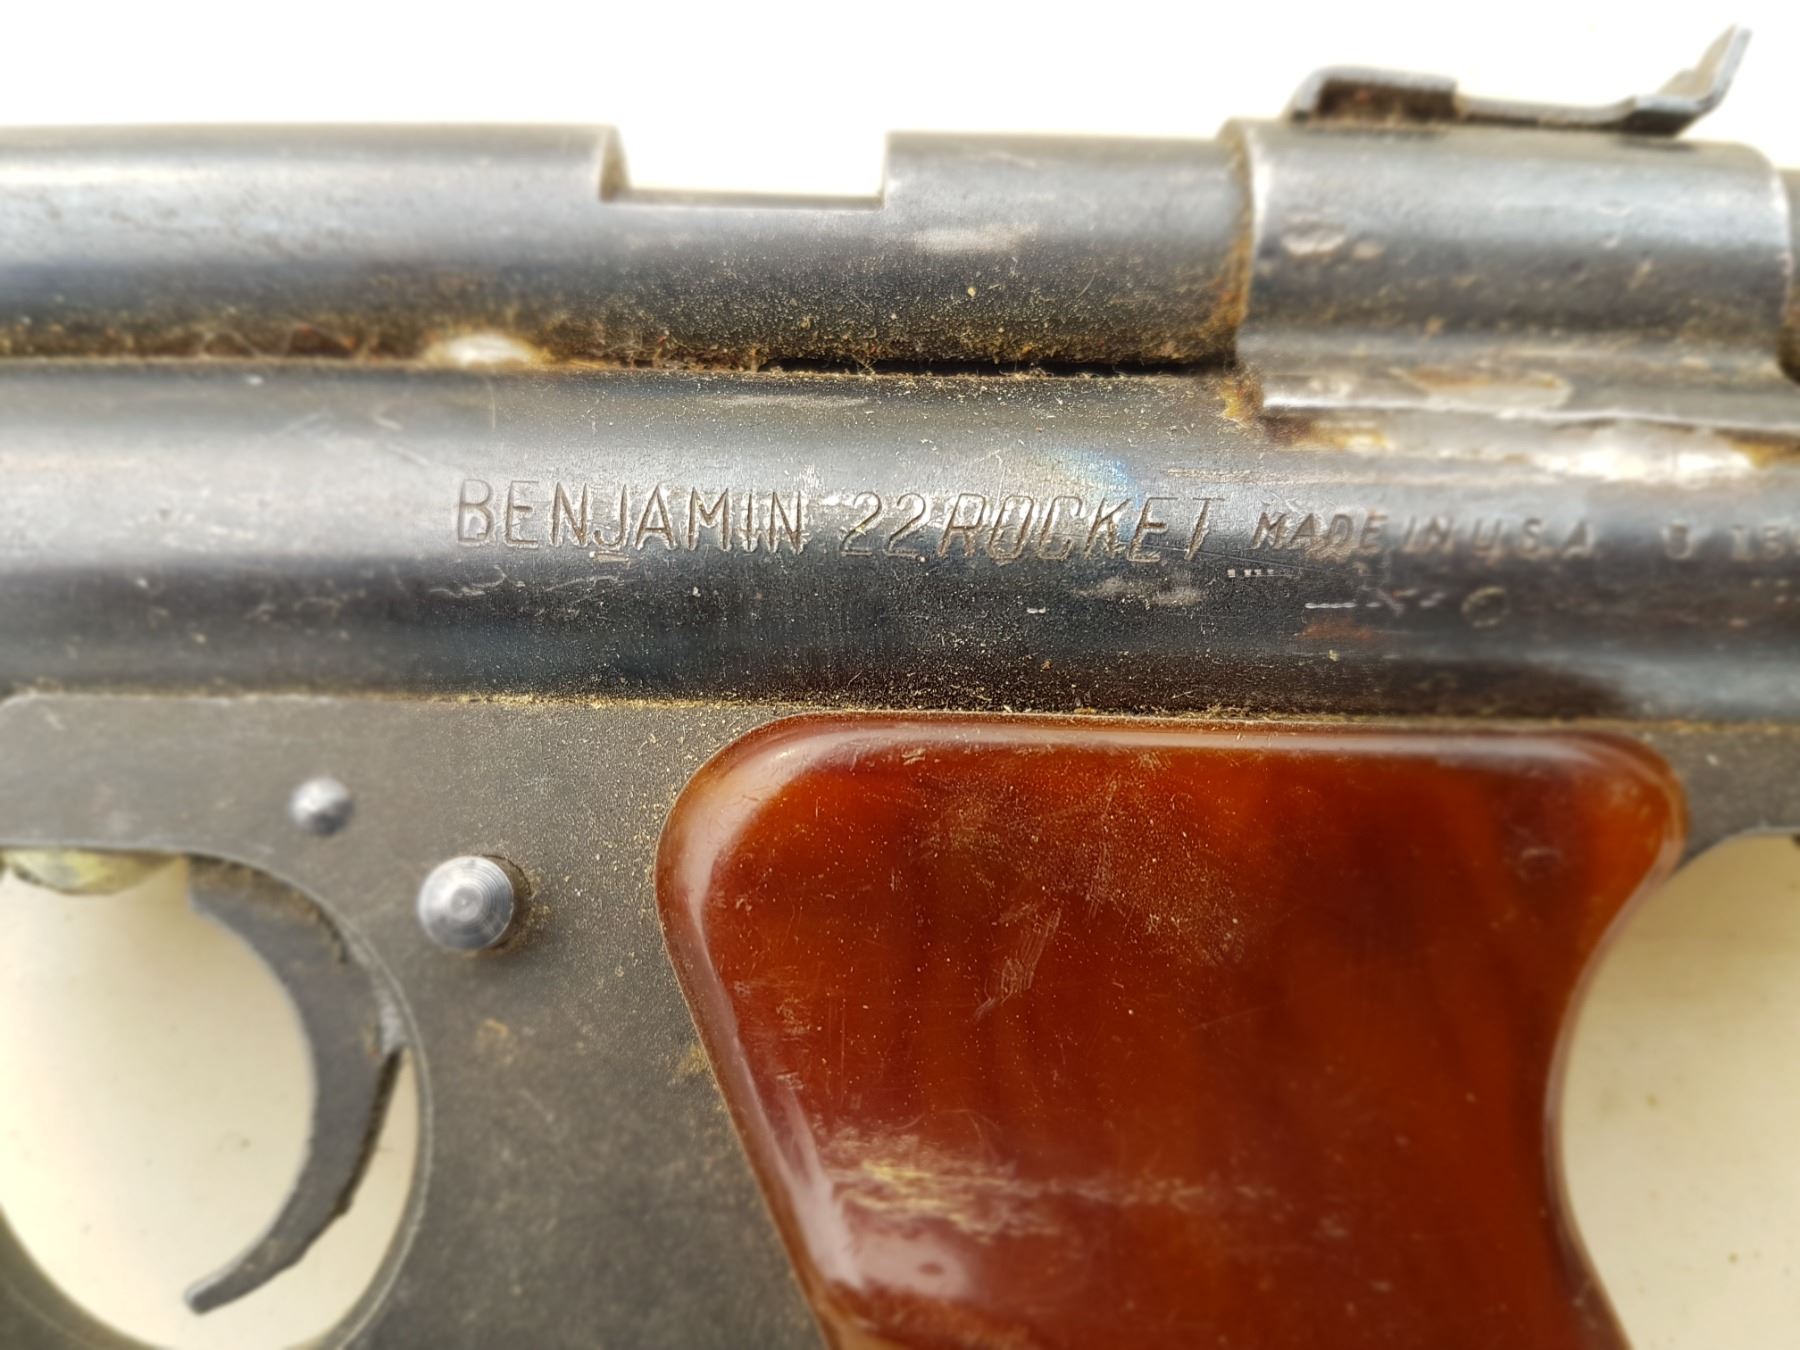 BENJAMIN 22 ROCKET MADE IN U.S.A